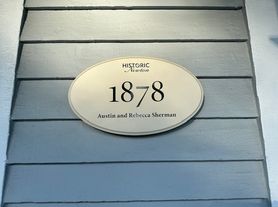 HISTORIC
Newton
1878
Austin and Rebecca Sherman